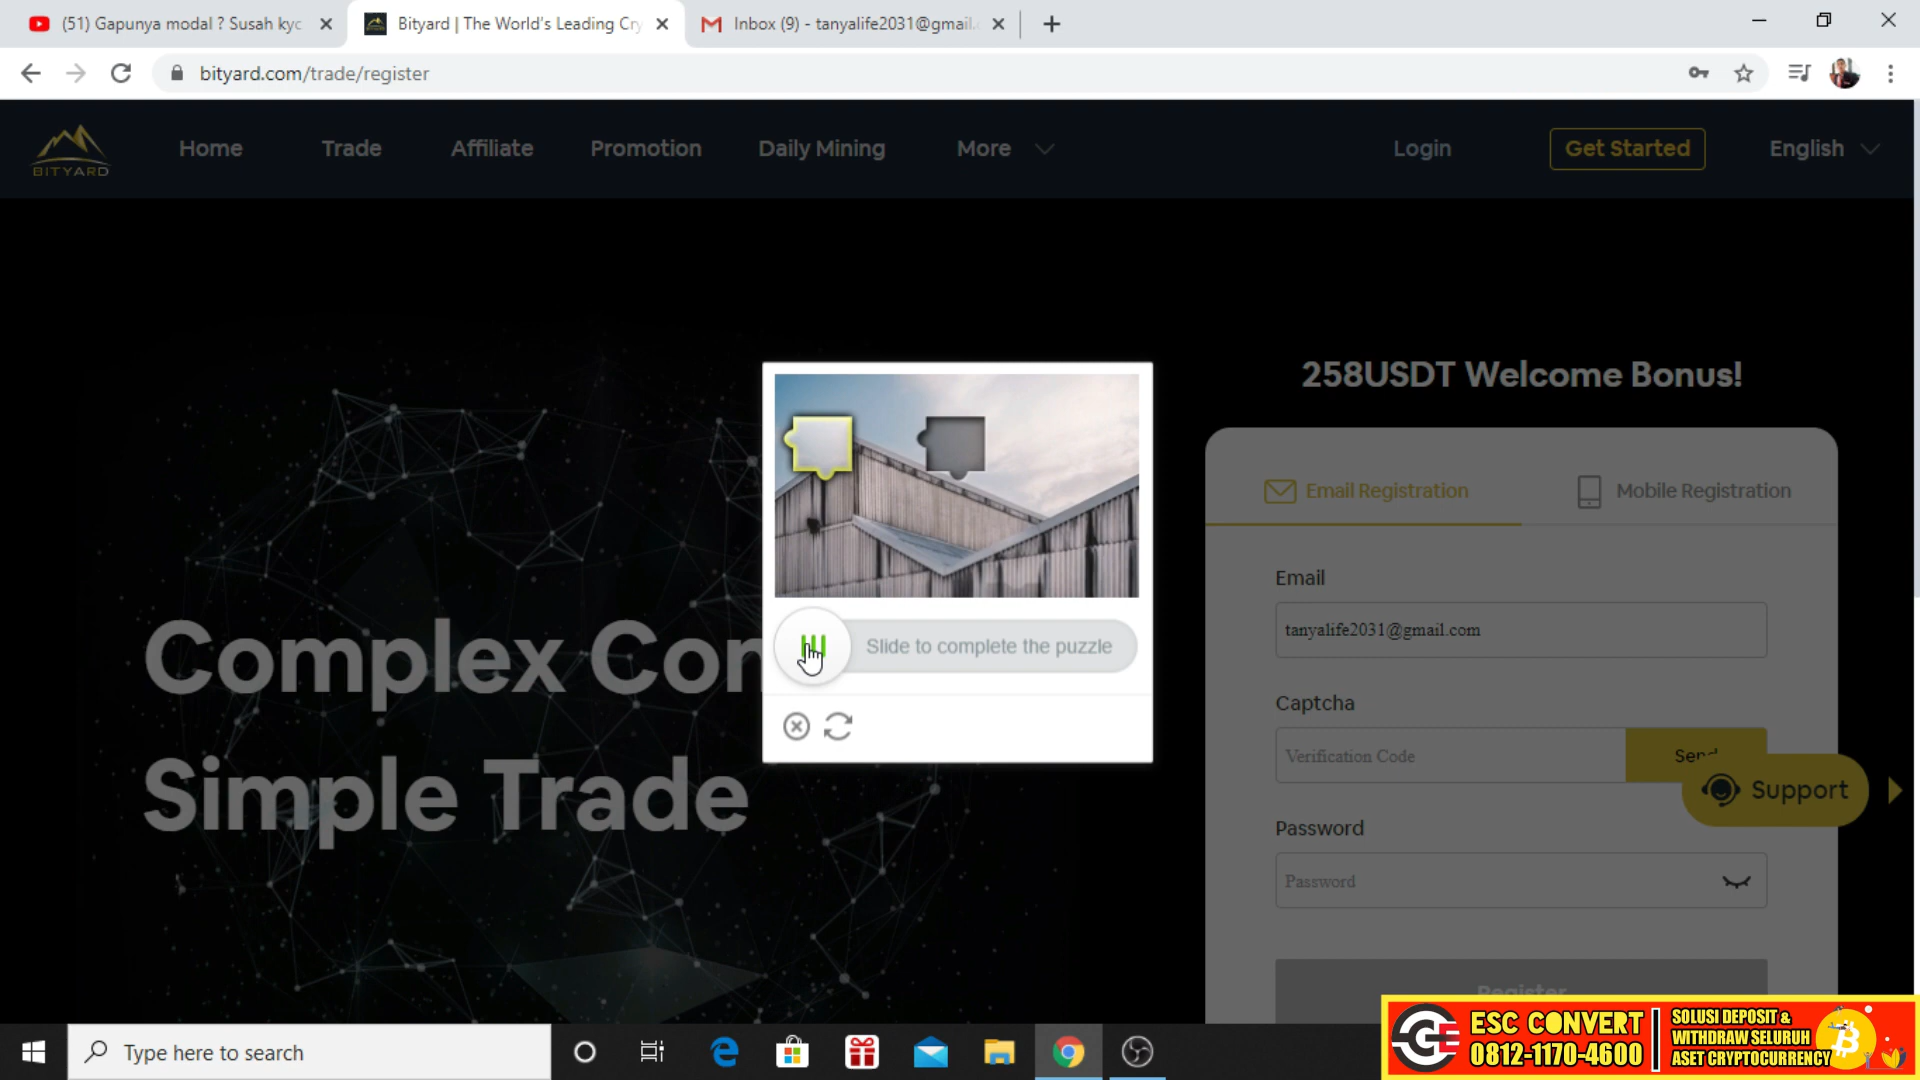 (51) Gapunya modal ? Susah kyc
Bityard | The World's Leading Cry
Inbox (9) - tanyalife2031@gmail.c
bityard.com/trade/register
BITYARD
Home
Trade
Affiliate
Promotion
Daily Mining
More
Login
Get Started
English
258USDT Welcome Bonus!
Email Registration
Mobile Registration
Email
tanyalife2031@gmail.com
Captcha
Verification Code
Send
Support
Password
Password
Register
Complex Con
Simple Trade
Slide to complete the puzzle
Type here to search
ESC CONVERT
0812-1170-4600
SOLUSI DEPOSIT &
WITHDRAW SELURUH
ASET CRYPTOCURRENCY